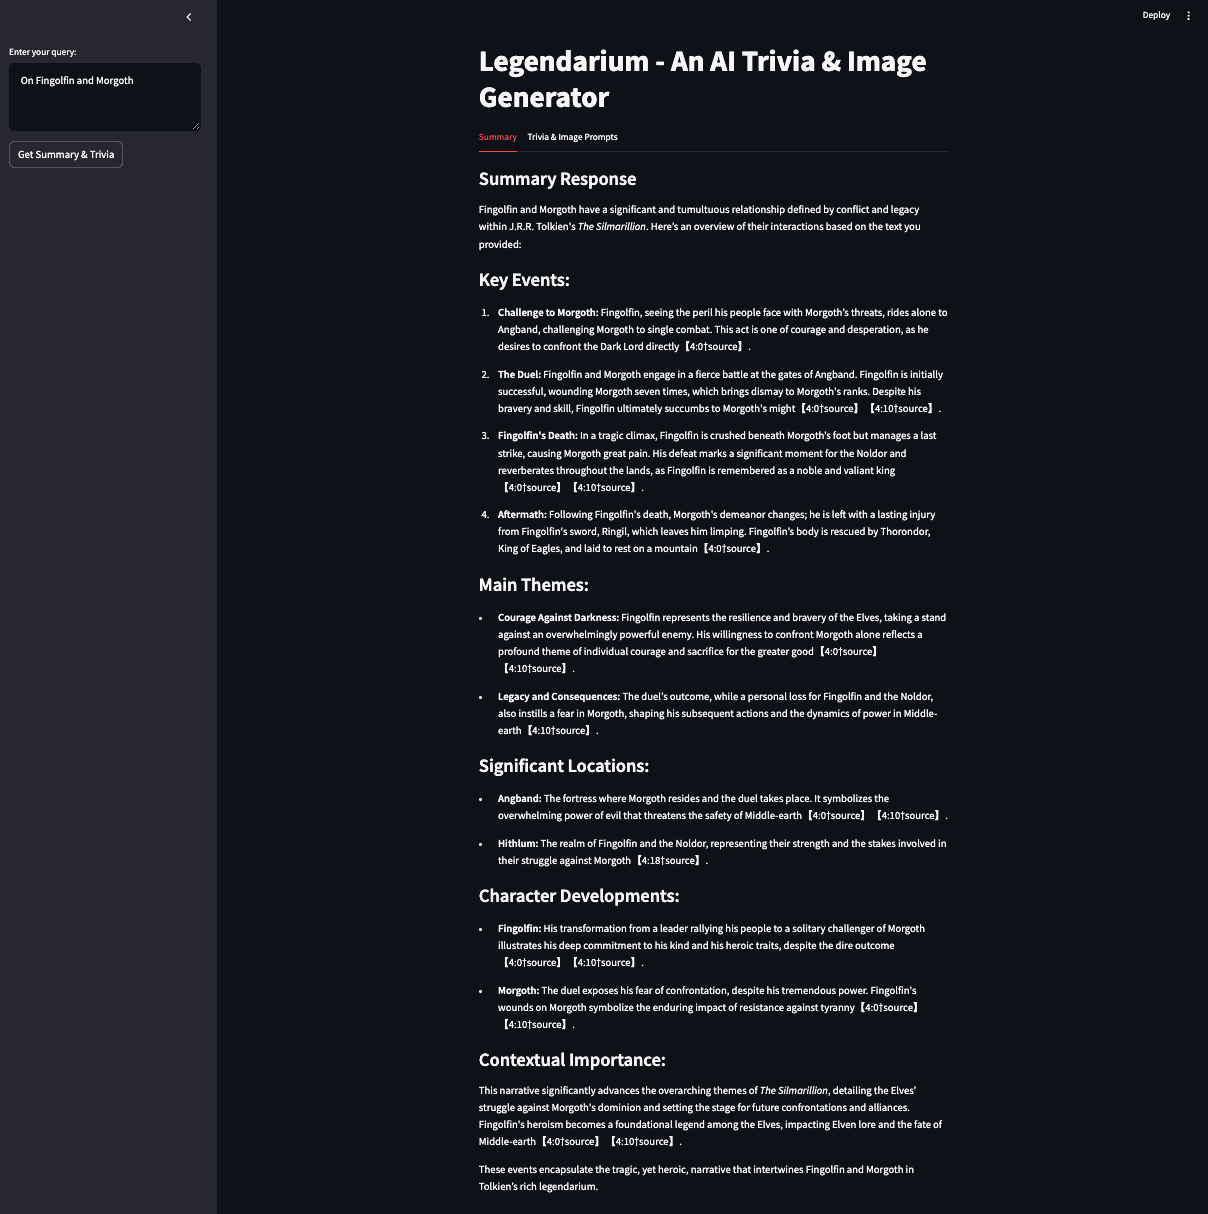 Deploy
Enter your query:
On Fingolfin and Morgoth
Get Summary & Trivia
Legendarium - An AI Trivia & Image
Generator
Summary Trivia & Image Prompts
Summary Response
Fingolfin and Morgoth have a significant and tumultuous relationship defined by conflict and legacy
within J.R.R. Tolkien's The Silmarillion. Here's an overview of their interactions based on the text you
provided:
Key Events:
1. Challenge to Morgoth: Fingolfin, seeing the peril his people face with Morgoth's threats, rides alone to
Angband, challenging Morgoth to single combat. This act is one of courage and desperation, as he
desires to confront the Dark Lord directly【4:0†source】.
2. The Duel: Fingolfin and Morgoth engage in a fierce battle at the gates of Angband. Fingolfin is initially
successful, wounding Morgoth seven times, which brings dismay to Morgoth's ranks. Despite his
bravery and skill, Fingolfin ultimately succumbs to Morgoth's might【4:0†source】【4:10†source】.
3. Fingolfin's Death: In a tragic climax, Fingolfin is crushed beneath Morgoth's foot but manages a last
strike, causing Morgoth great pain. His defeat marks a significant moment for the Noldor and
reverberates throughout the lands, as Fingolfin is remembered as a noble and valiant king
【4:0†source】【4:10†source】.
4. Aftermath: Following Fingolfin's death, Morgoth's demeanor changes; he is left with a lasting injury
from Fingolfin's sword, Ringil, which leaves him limping. Fingolfin's body is rescued by Thorondor,
King of Eagles, and laid to rest on a mountain【4:0†source】.
Main Themes:
• Courage Against Darkness: Fingolfin represents the resilience and bravery of the Elves, taking a stand
against an overwhelmingly powerful enemy. His willingness to confront Morgoth alone reflects a
profound theme of individual courage and sacrifice for the greater good【4:0†source】
【4:10†source】.
• Legacy and Consequences: The duel's outcome, while a personal loss for Fingolfin and the Noldor,
also instills a fear in Morgoth, shaping his subsequent actions and the dynamics of power in Middle-
earth【4:10†source】.
Significant Locations:
• Angband: The fortress where Morgoth resides and the duel takes place. It symbolizes the
overwhelming power of evil that threatens the safety of Middle-earth【4:0†source】【4:10†source】.
• Hithlum: The realm of Fingolfin and the Noldor, representing their strength and the stakes involved in
their struggle against Morgoth【4:18†source】.
Character Developments:
• Fingolfin: His transformation from a leader rallying his people to a solitary challenger of Morgoth
illustrates his deep commitment to his kind and his heroic traits, despite the dire outcome
【4:0†source】【4:10†source】.
• Morgoth: The duel exposes his fear of confrontation, despite his tremendous power. Fingolfin's
wounds on Morgoth symbolize the enduring impact of resistance against tyranny【4:0†source】
【4:10†source】.
Contextual Importance:
This narrative significantly advances the overarching themes of The Silmarillion, detailing the Elves'
struggle against Morgoth's dominion and setting the stage for future confrontations and alliances.
Fingolfin's heroism becomes a foundational legend among the Elves, impacting Elven lore and the fate of
Middle-earth【4:0†source】【4:10†source】.
These events encapsulate the tragic, yet heroic, narrative that intertwines Fingolfin and Morgoth in
Tolkien's rich legendarium.